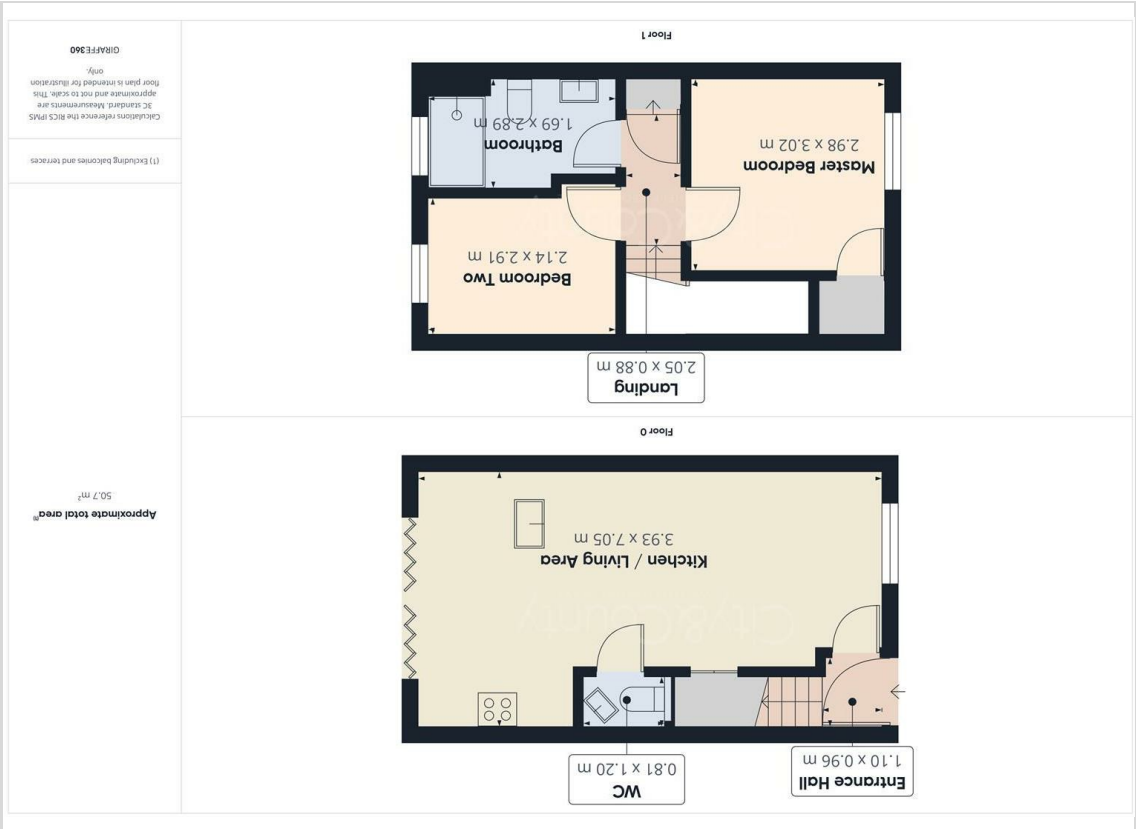 Approximate total area⁽¹⁾
50.7 m²
(1) Excluding balconies and terraces
Calculations reference the RICS IPMS
3C standard. Measurements are
approximate and not to scale. This
floor plan is intended for illustration
only.
GIRAFFE360
Entrance Hall
1.10 x 0.96 m
WC
0.81 x 1.20 m
City&County
Kitchen / Living Area
3.93 x 7.05 m
Floor 0
Landing
2.05 x 0.88 m
Bedroom Two
2.14 x 2.91 m
City&County
Master Bedroom
2.98 x 3.02 m
Bathroom
1.69 x 2.89 m
Floor 1